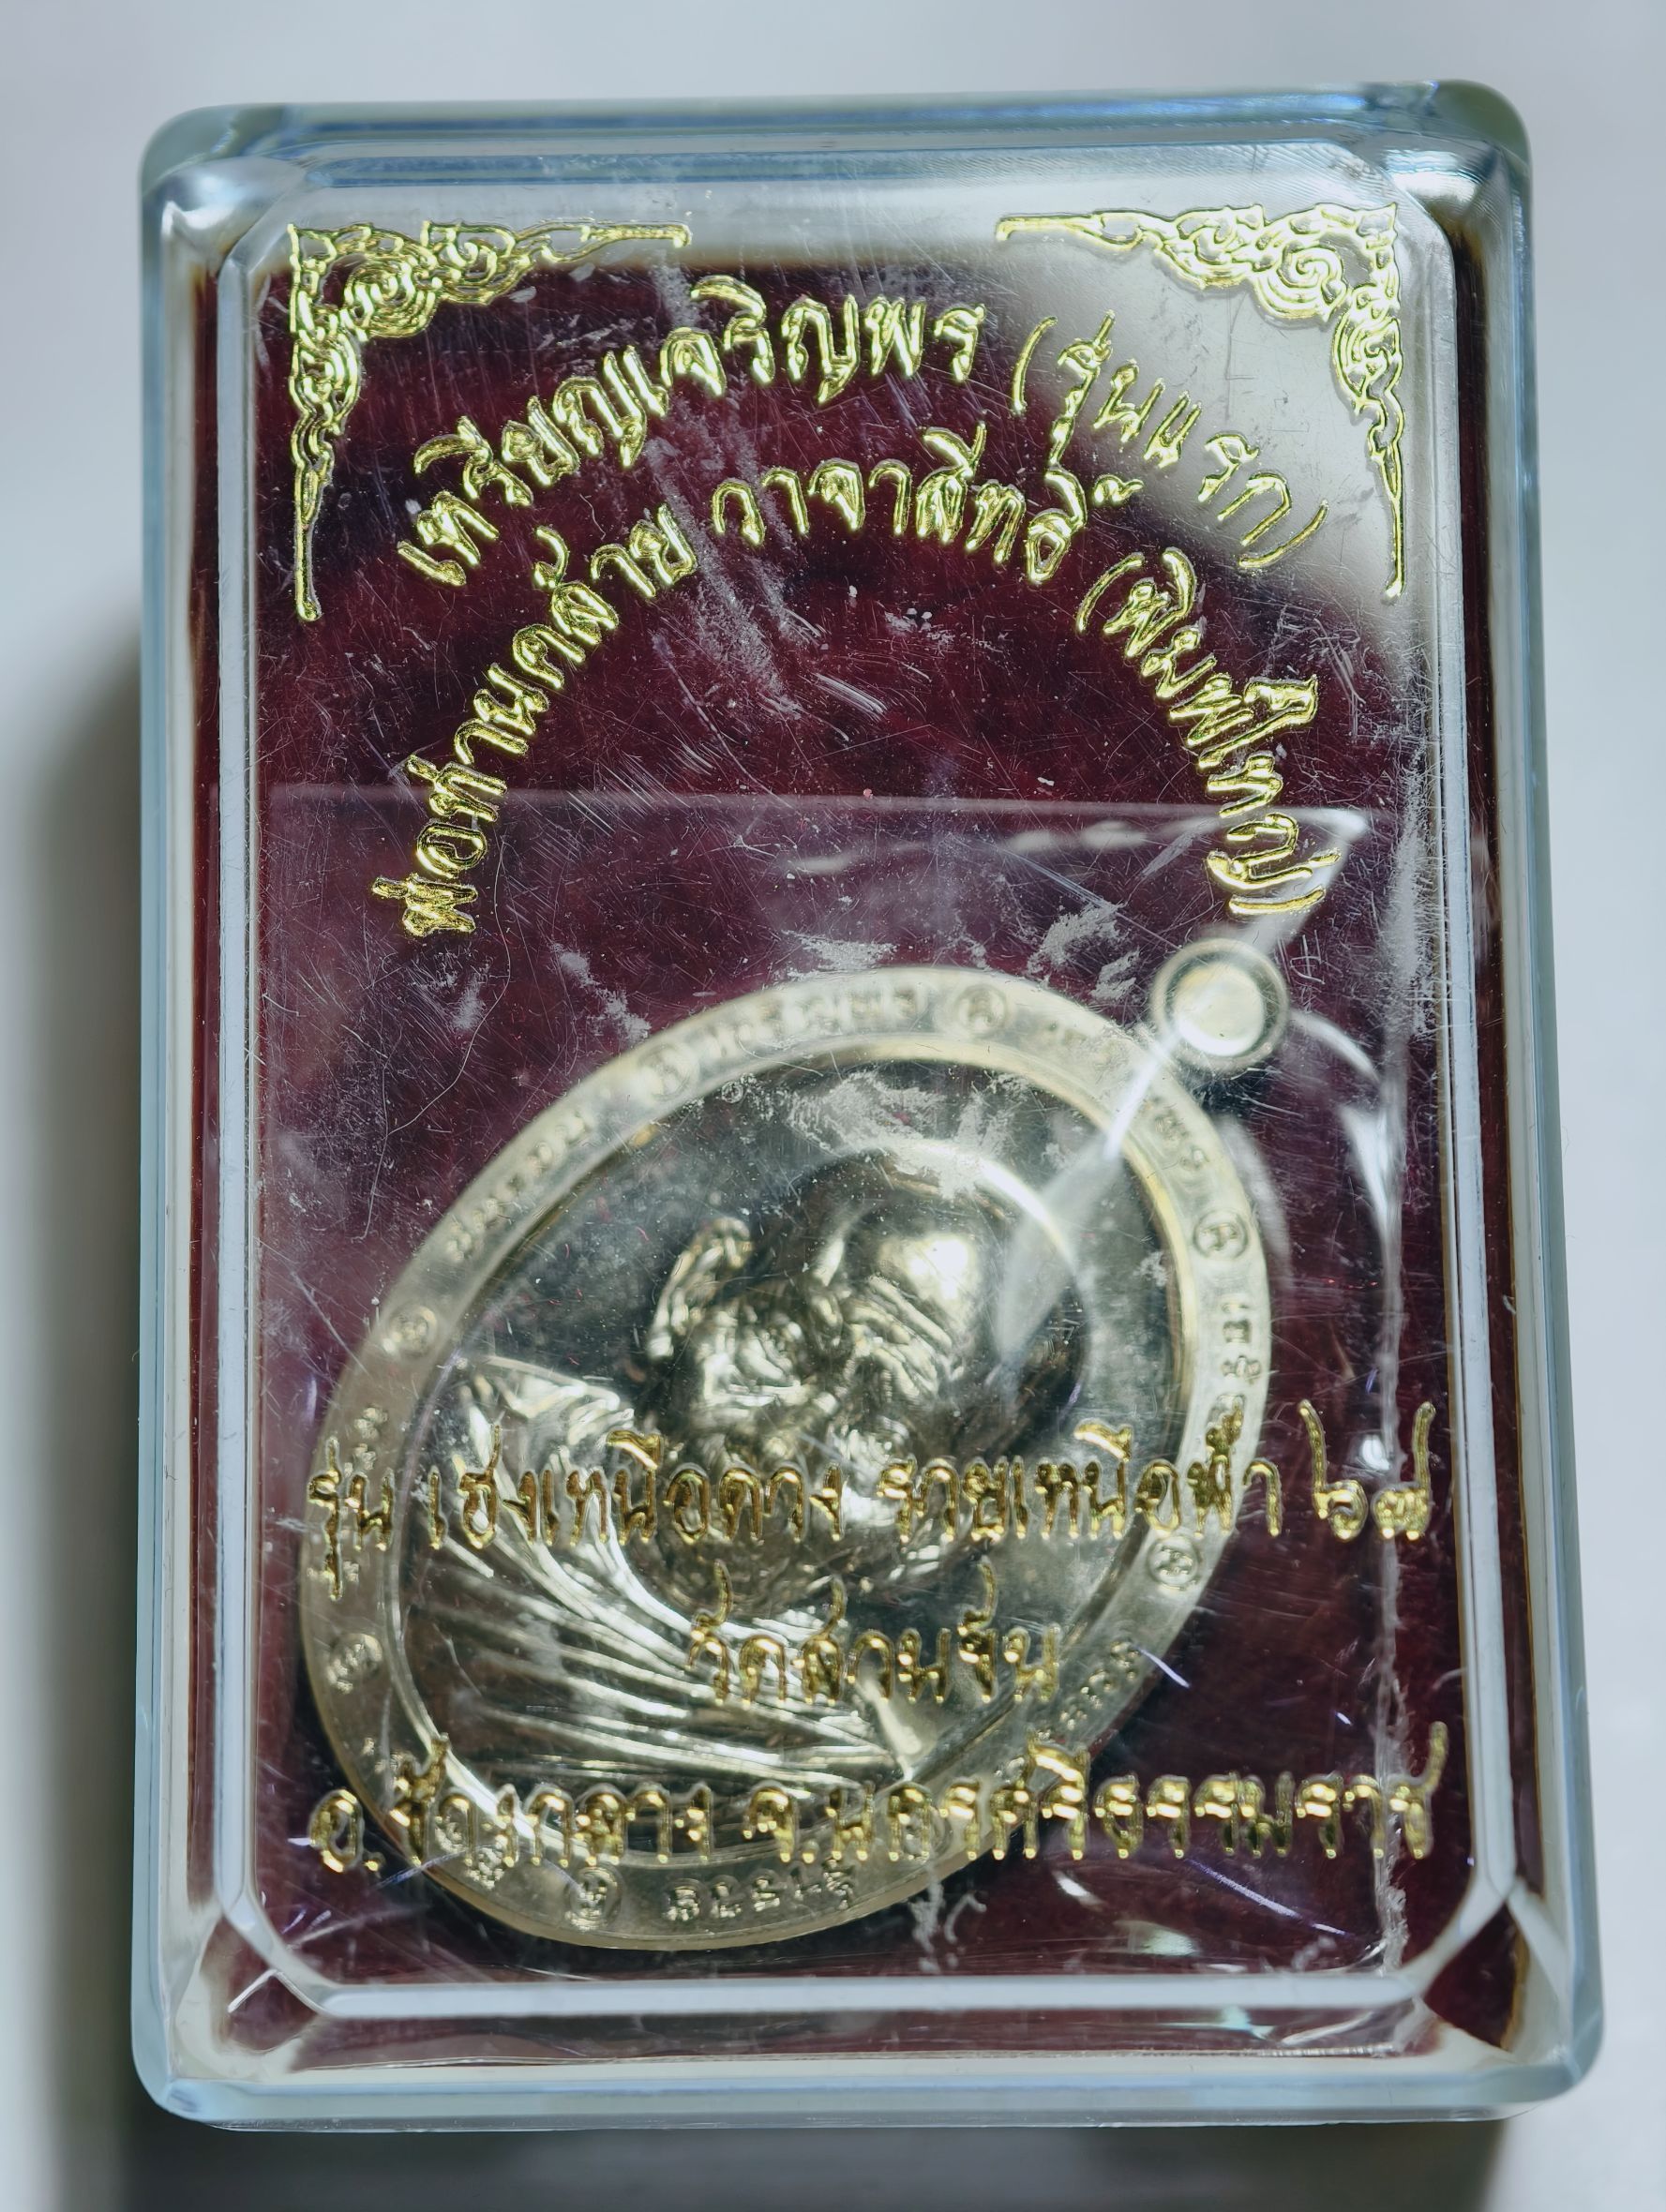 เหรียญเจริญพร (รุ่นแรก)
พ่อท่านคล้าย วาจาสิทธิ์ (พิมพ์ใหญ่)
รุ่น เฮงเหนือดวง รวยเหนือฟ้า ๖๗
วัดสวนขัน
อ.ช้างกลาง จ.นครศรีธรรมราช